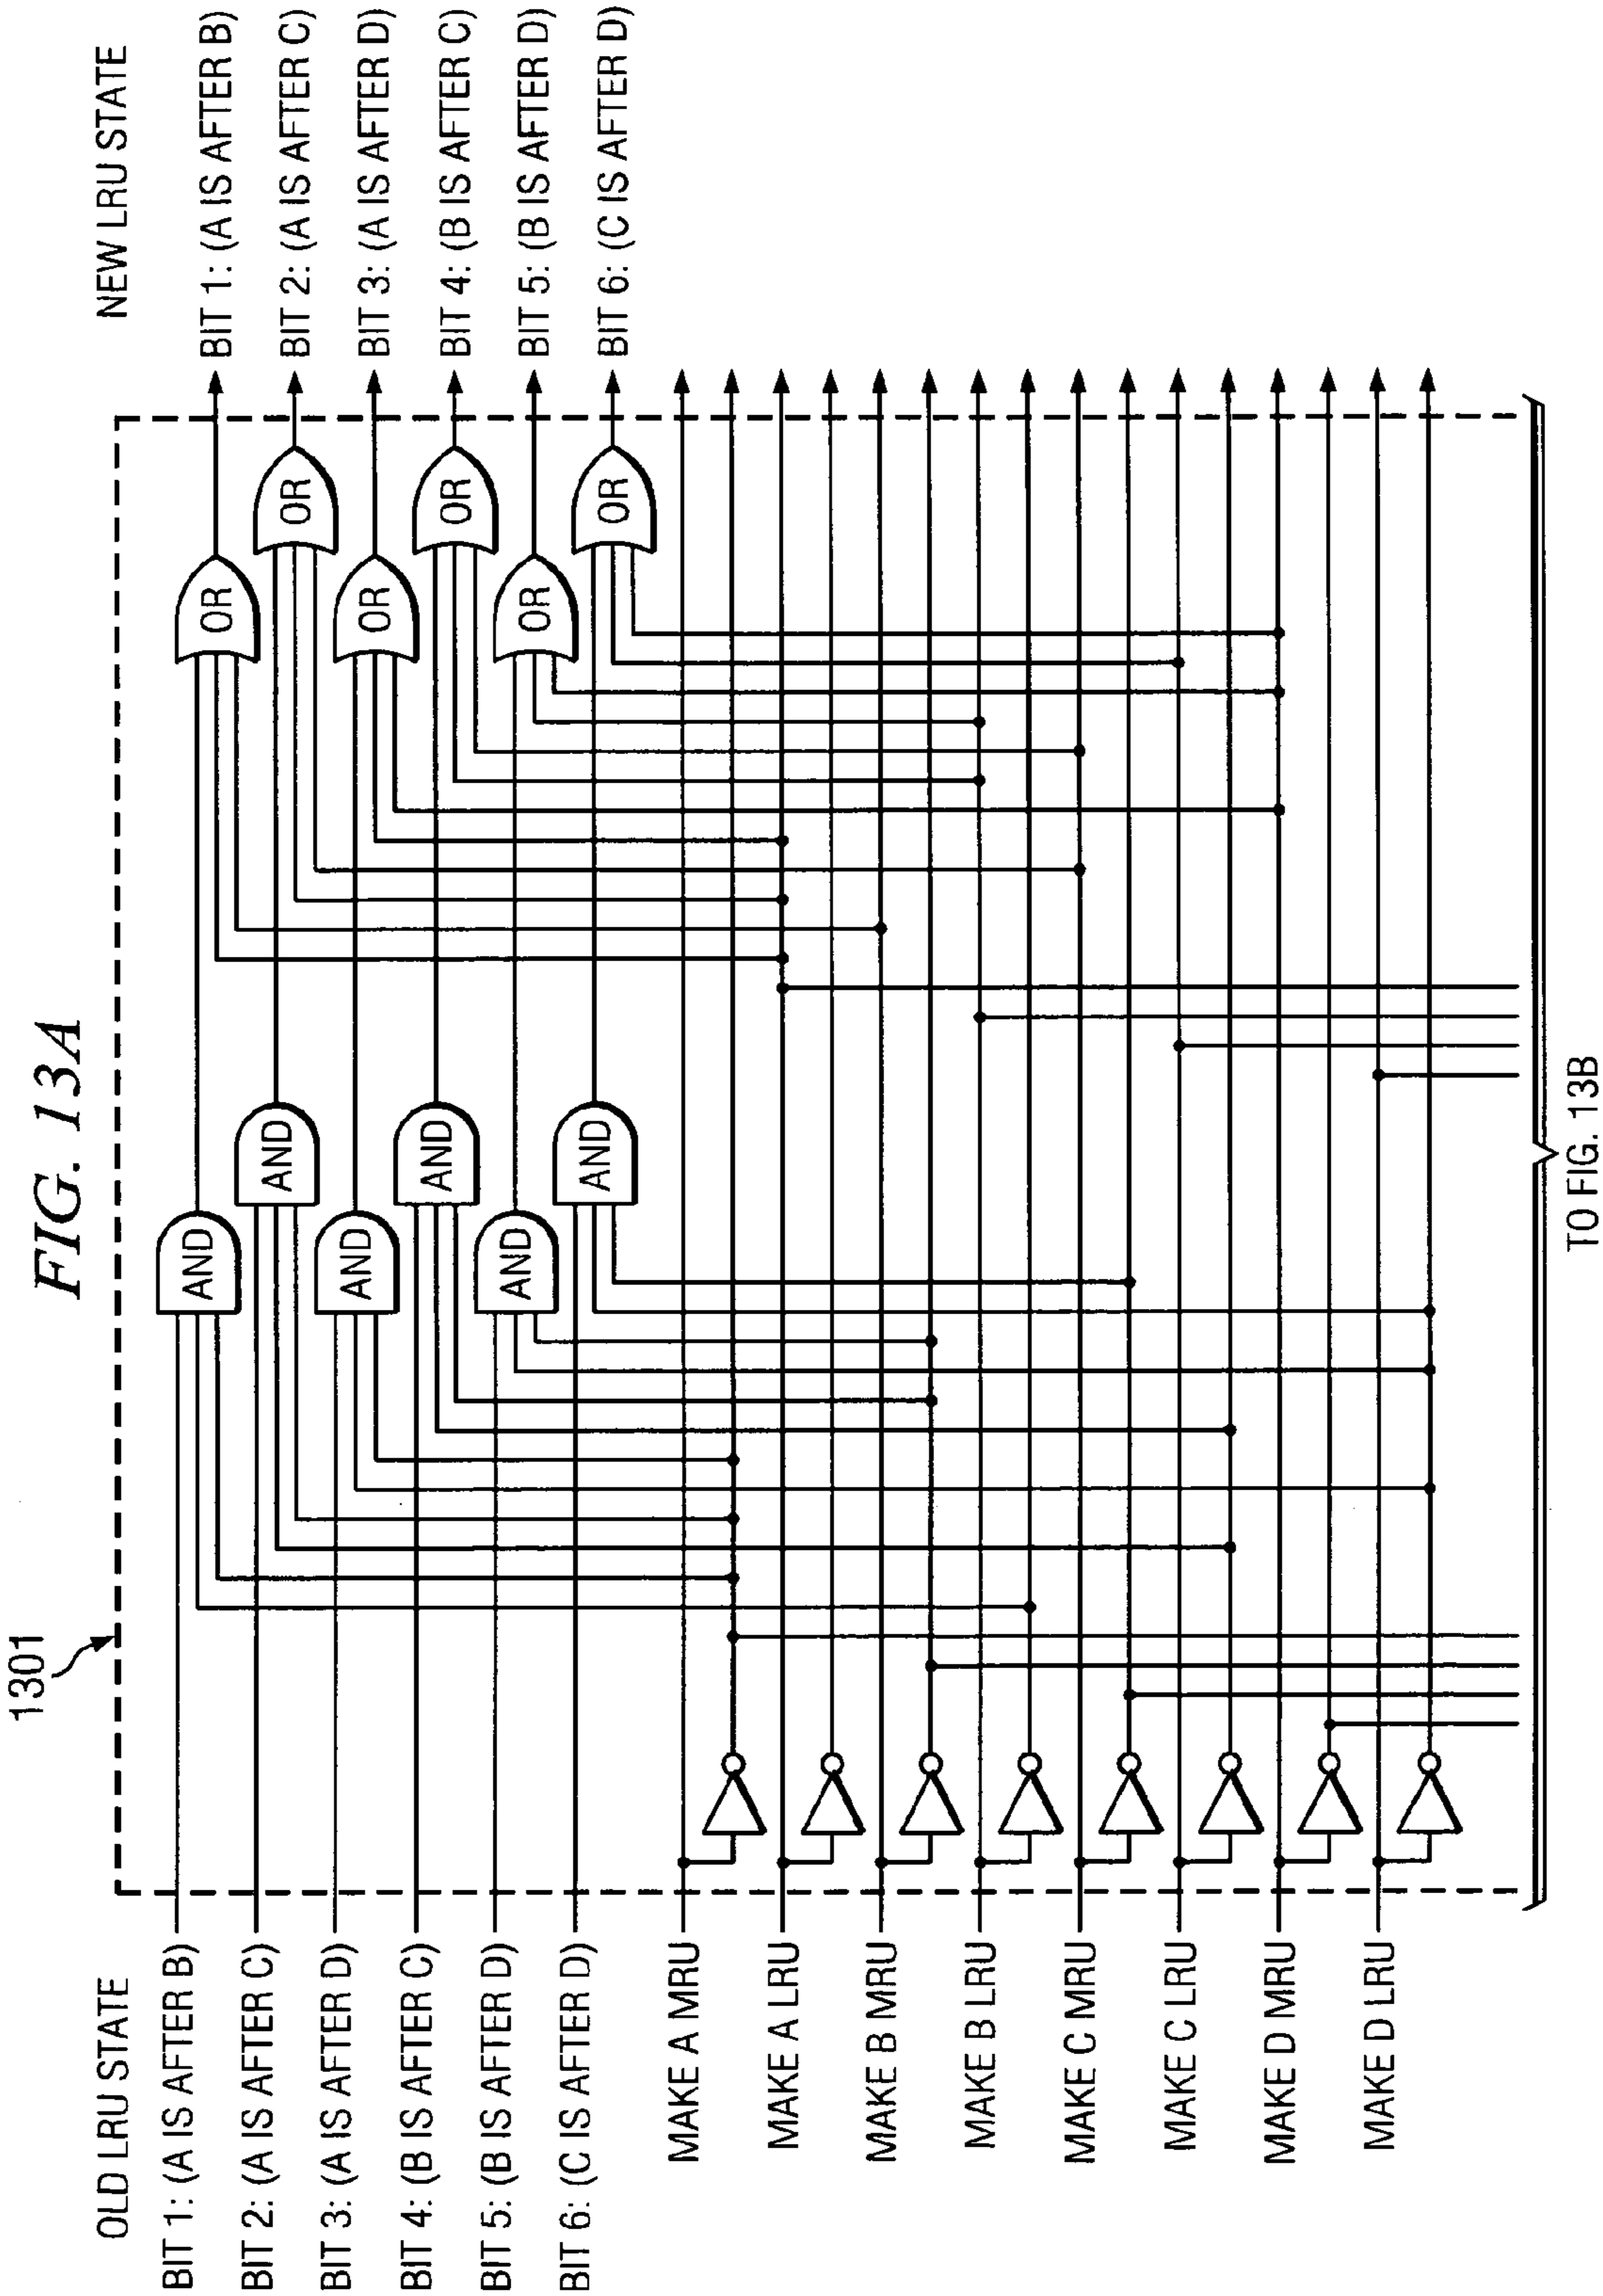 FIG. 13A
1301
OLD LRU STATE
BIT 1: (A IS AFTER B)
BIT 2: (A IS AFTER C)
BIT 3: (A IS AFTER D)
BIT 4: (B IS AFTER C)
BIT 5: (B IS AFTER D)
BIT 6: (C IS AFTER D)
MAKE A MRU
MAKE A LRU
MAKE B MRU
MAKE B LRU
MAKE C MRU
MAKE C LRU
MAKE D MRU
MAKE D LRU
AND
AND
AND
AND
AND
AND
OR
OR
OR
OR
OR
OR
NEW LRU STATE
BIT 1: (A IS AFTER B)
BIT 2: (A IS AFTER C)
BIT 3: (A IS AFTER D)
BIT 4: (B IS AFTER C)
BIT 5: (B IS AFTER D)
BIT 6: (C IS AFTER D)
TO FIG. 13B